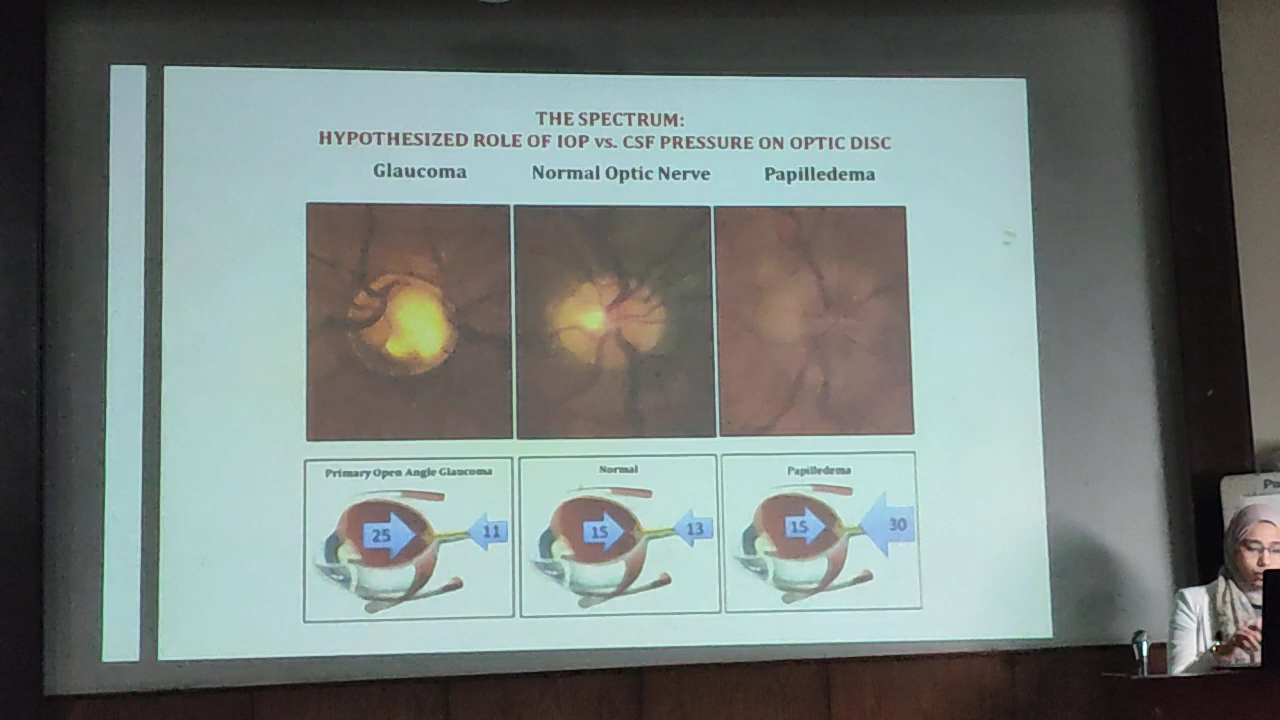 THE SPECTRUM:
HYPOTHESIZED ROLE OF IOP vs. CSF PRESSURE ON OPTIC DISC
Glaucoma Normal Optic Nerve Papilledema
Primary Open Angle Glaucoma Normal Papilledema
25 11 15 13 15 30